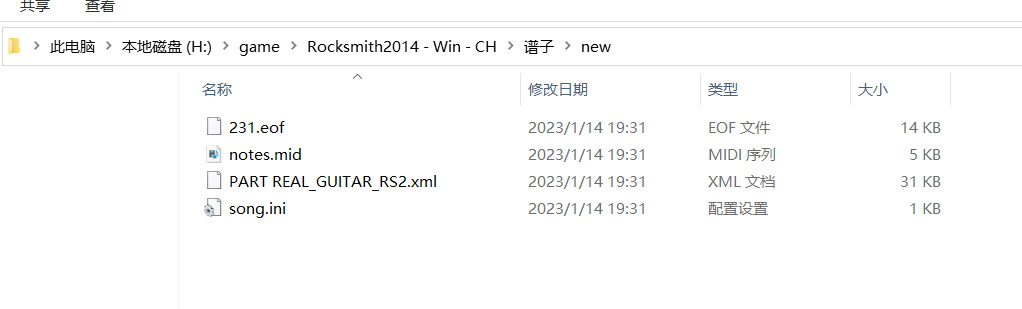 共享 查看
此电脑 本地磁盘 (H:) game Rocksmith2014 - Win - CH 谱子 new
名称 修改日期 类型 大小
231.eof 2023/1/14 19:31 EOF 文件 14 KB
notes.mid 2023/1/14 19:31 MIDI 序列 5 KB
PART REAL_GUITAR_RS2.xml 2023/1/14 19:31 XML 文档 31 KB
song.ini 2023/1/14 19:31 配置设置 1 KB